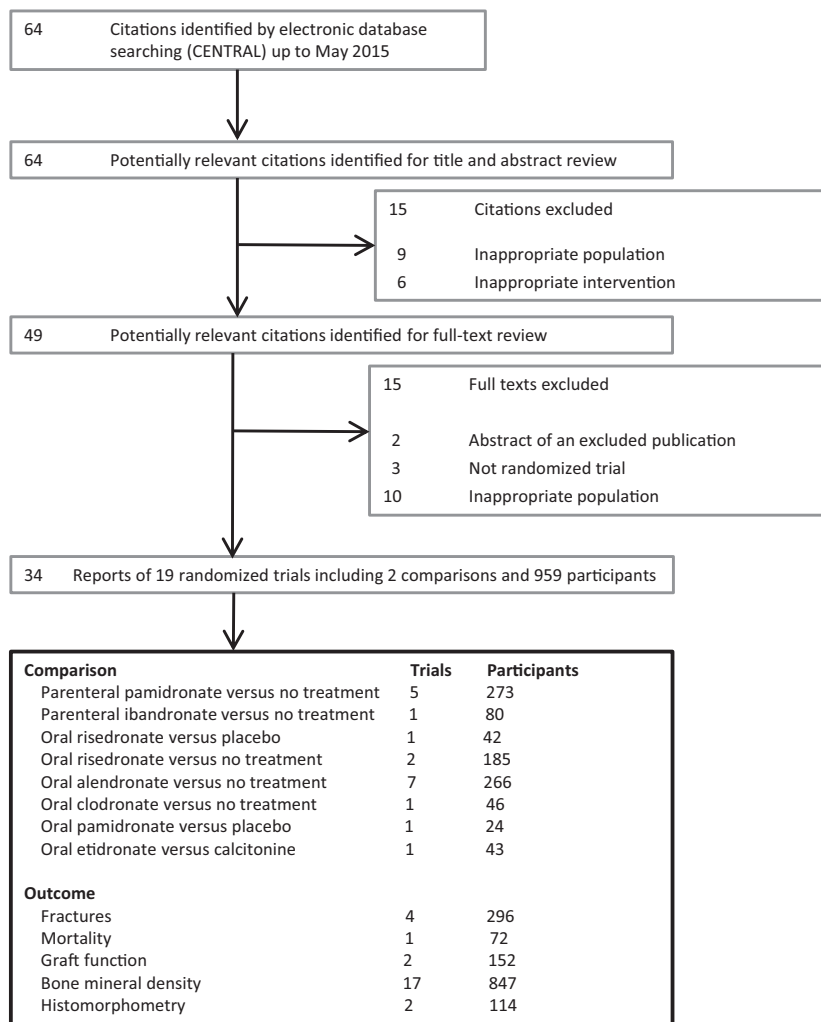 64 Citations identified by electronic database
searching (CENTRAL) up to May 2015
64 Potentially relevant citations identified for title and abstract review
15 Citations excluded
9 Inappropriate population
6 Inappropriate intervention
49 Potentially relevant citations identified for full-text review
15 Full texts excluded
2 Abstract of an excluded publication
3 Not randomized trial
10 Inappropriate population
34 Reports of 19 randomized trials including 2 comparisons and 959 participants
Comparison Trials Participants
Parenteral pamidronate versus no treatment 5 273
Parenteral ibandronate versus no treatment 1 80
Oral risedronate versus placebo 1 42
Oral risedronate versus no treatment 2 185
Oral alendronate versus no treatment 7 266
Oral clodronate versus no treatment 1 46
Oral pamidronate versus placebo 1 24
Oral etidronate versus calcitonine 1 43
Outcome
Fractures 4 296
Mortality 1 72
Graft function 2 152
Bone mineral density 17 847
Histomorphometry 2 114